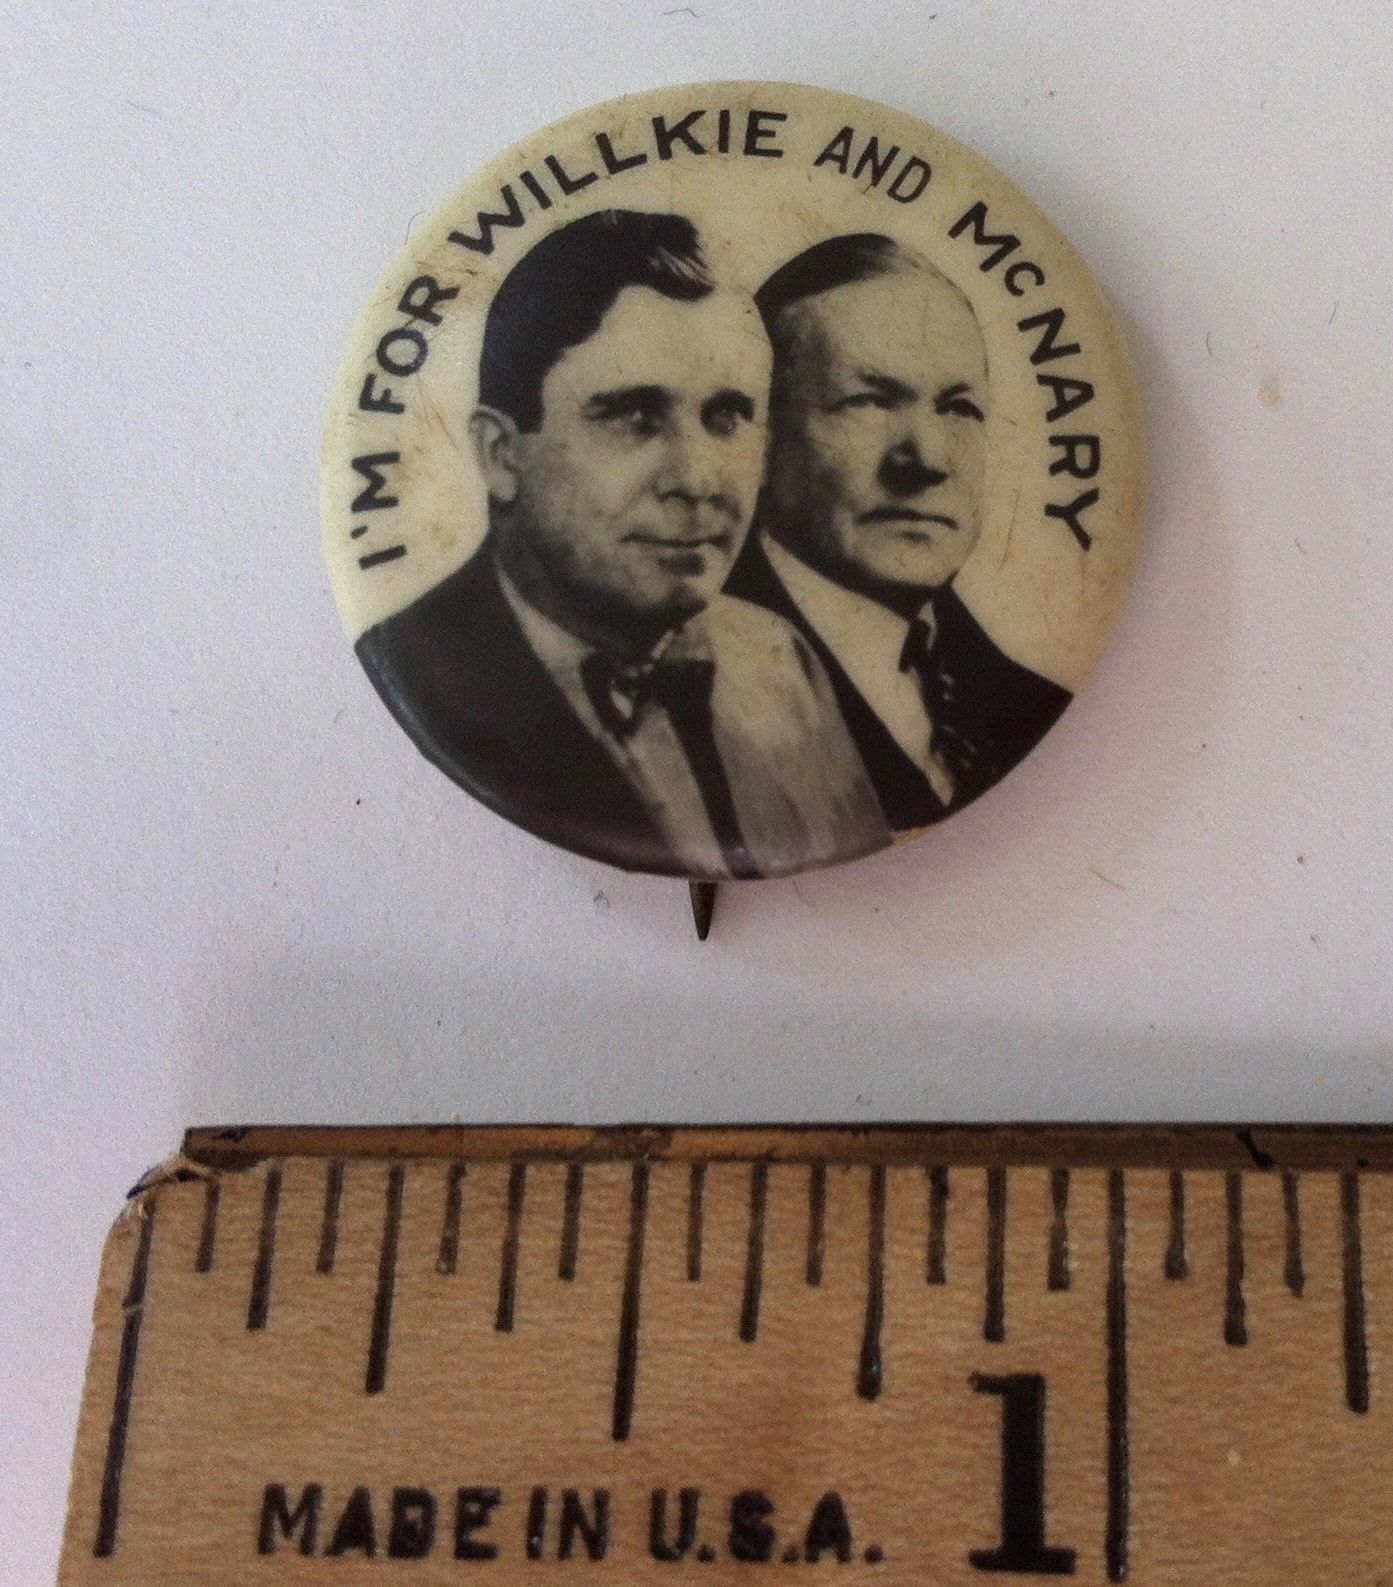 I'M FOR WILLKIE AND McNARY
1
MADE IN U.S.A.